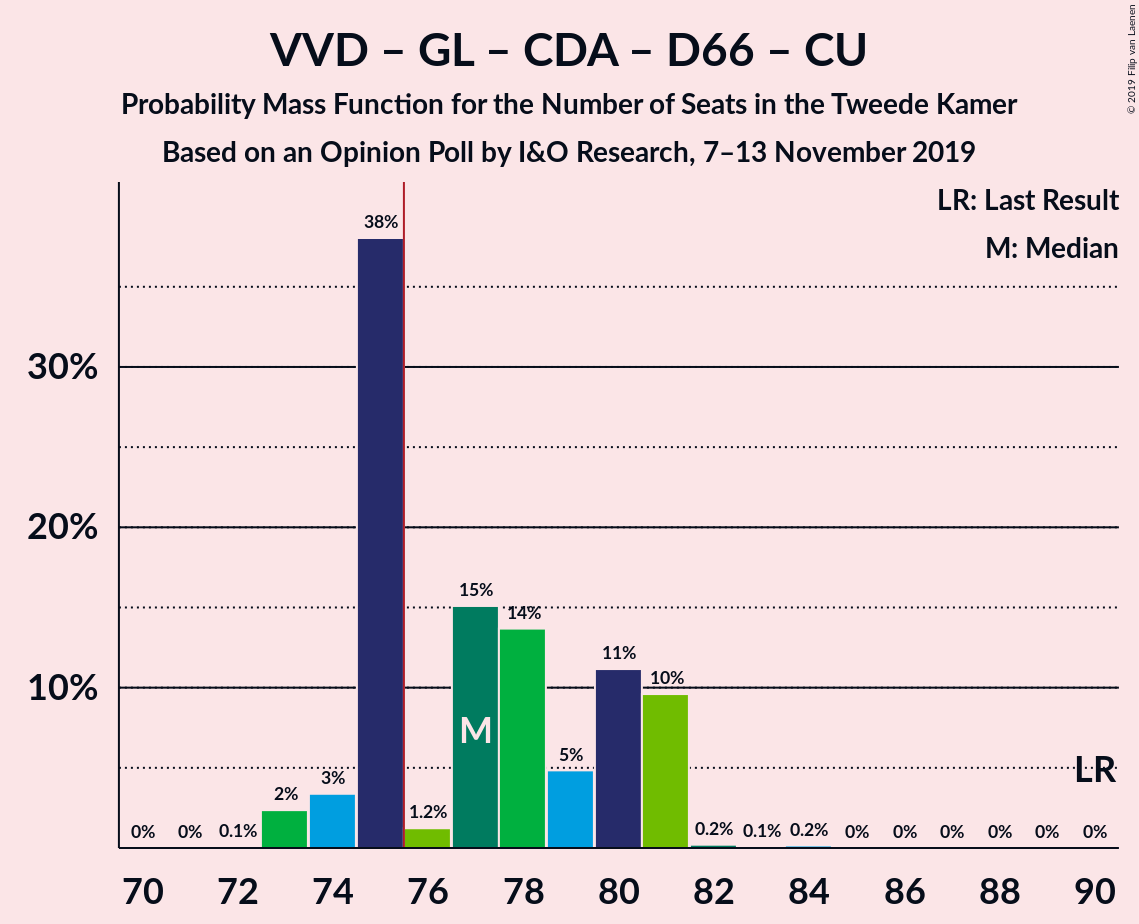 VVD – GL – CDA – D66 – CU
Probability Mass Function for the Number of Seats in the Tweede Kamer
Based on an Opinion Poll by I&O Research, 7–13 November 2019
© 2019 Filip van Laenen
LR: Last Result
M: Median
30%
20%
10%
0%
0%
0.1%
2%
3%
38%
1.2%
15%
14%
5%
11%
10%
0.2%
0.1%
0.2%
0%
0%
0%
0%
0%
0%
M
LR
70 72 74 76 78 80 82 84 86 88 90